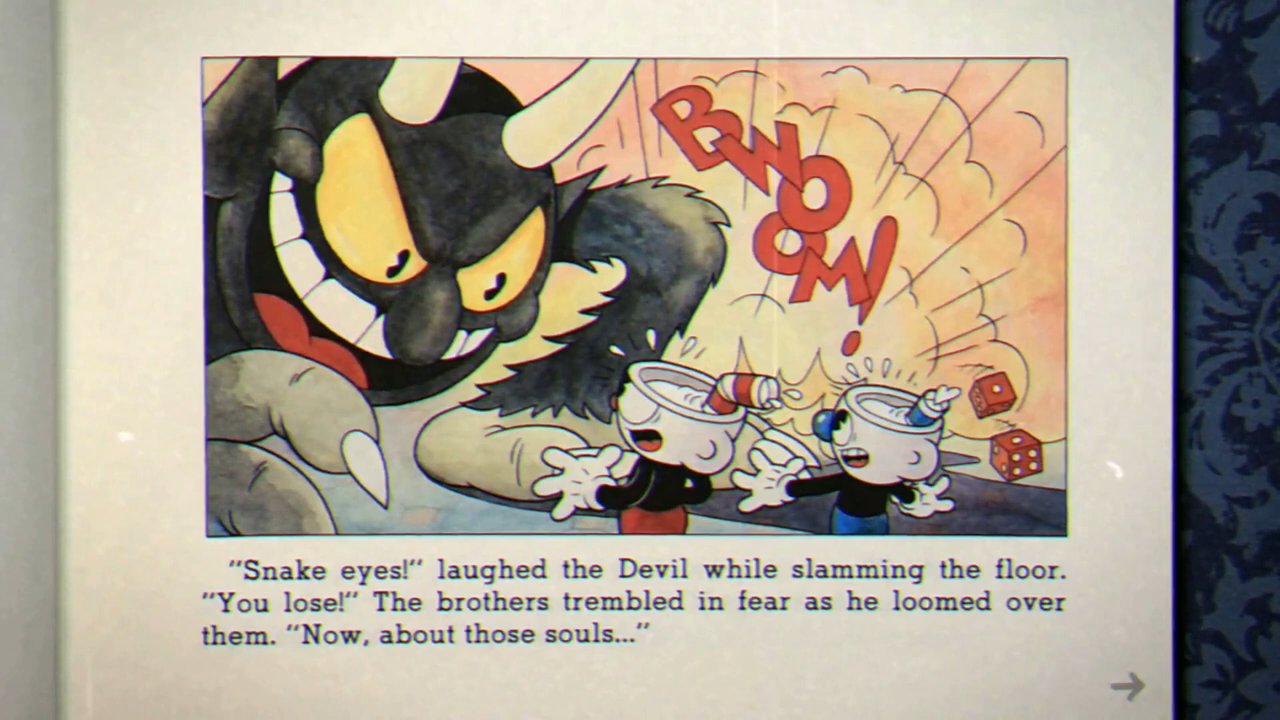 BWOOM!
“Snake eyes!“ laughed the Devil while slamming the floor.
“You lose!“ The brothers trembled in fear as he loomed over
them. “Now, about those souls...”